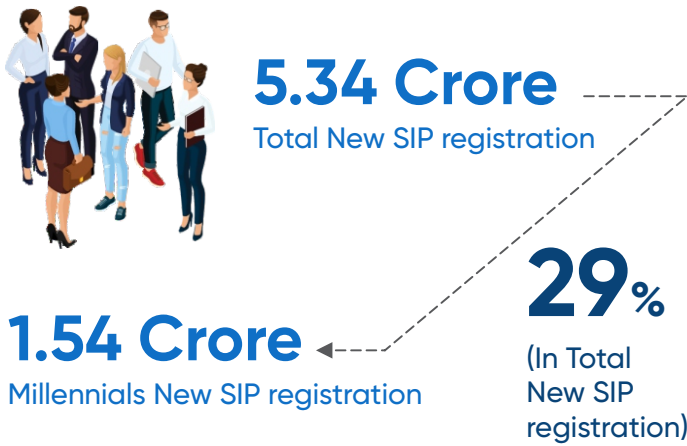 5.34 Crore
Total New SIP registration
29%
(In Total
New SIP
registration)
1.54 Crore
Millennials New SIP registration